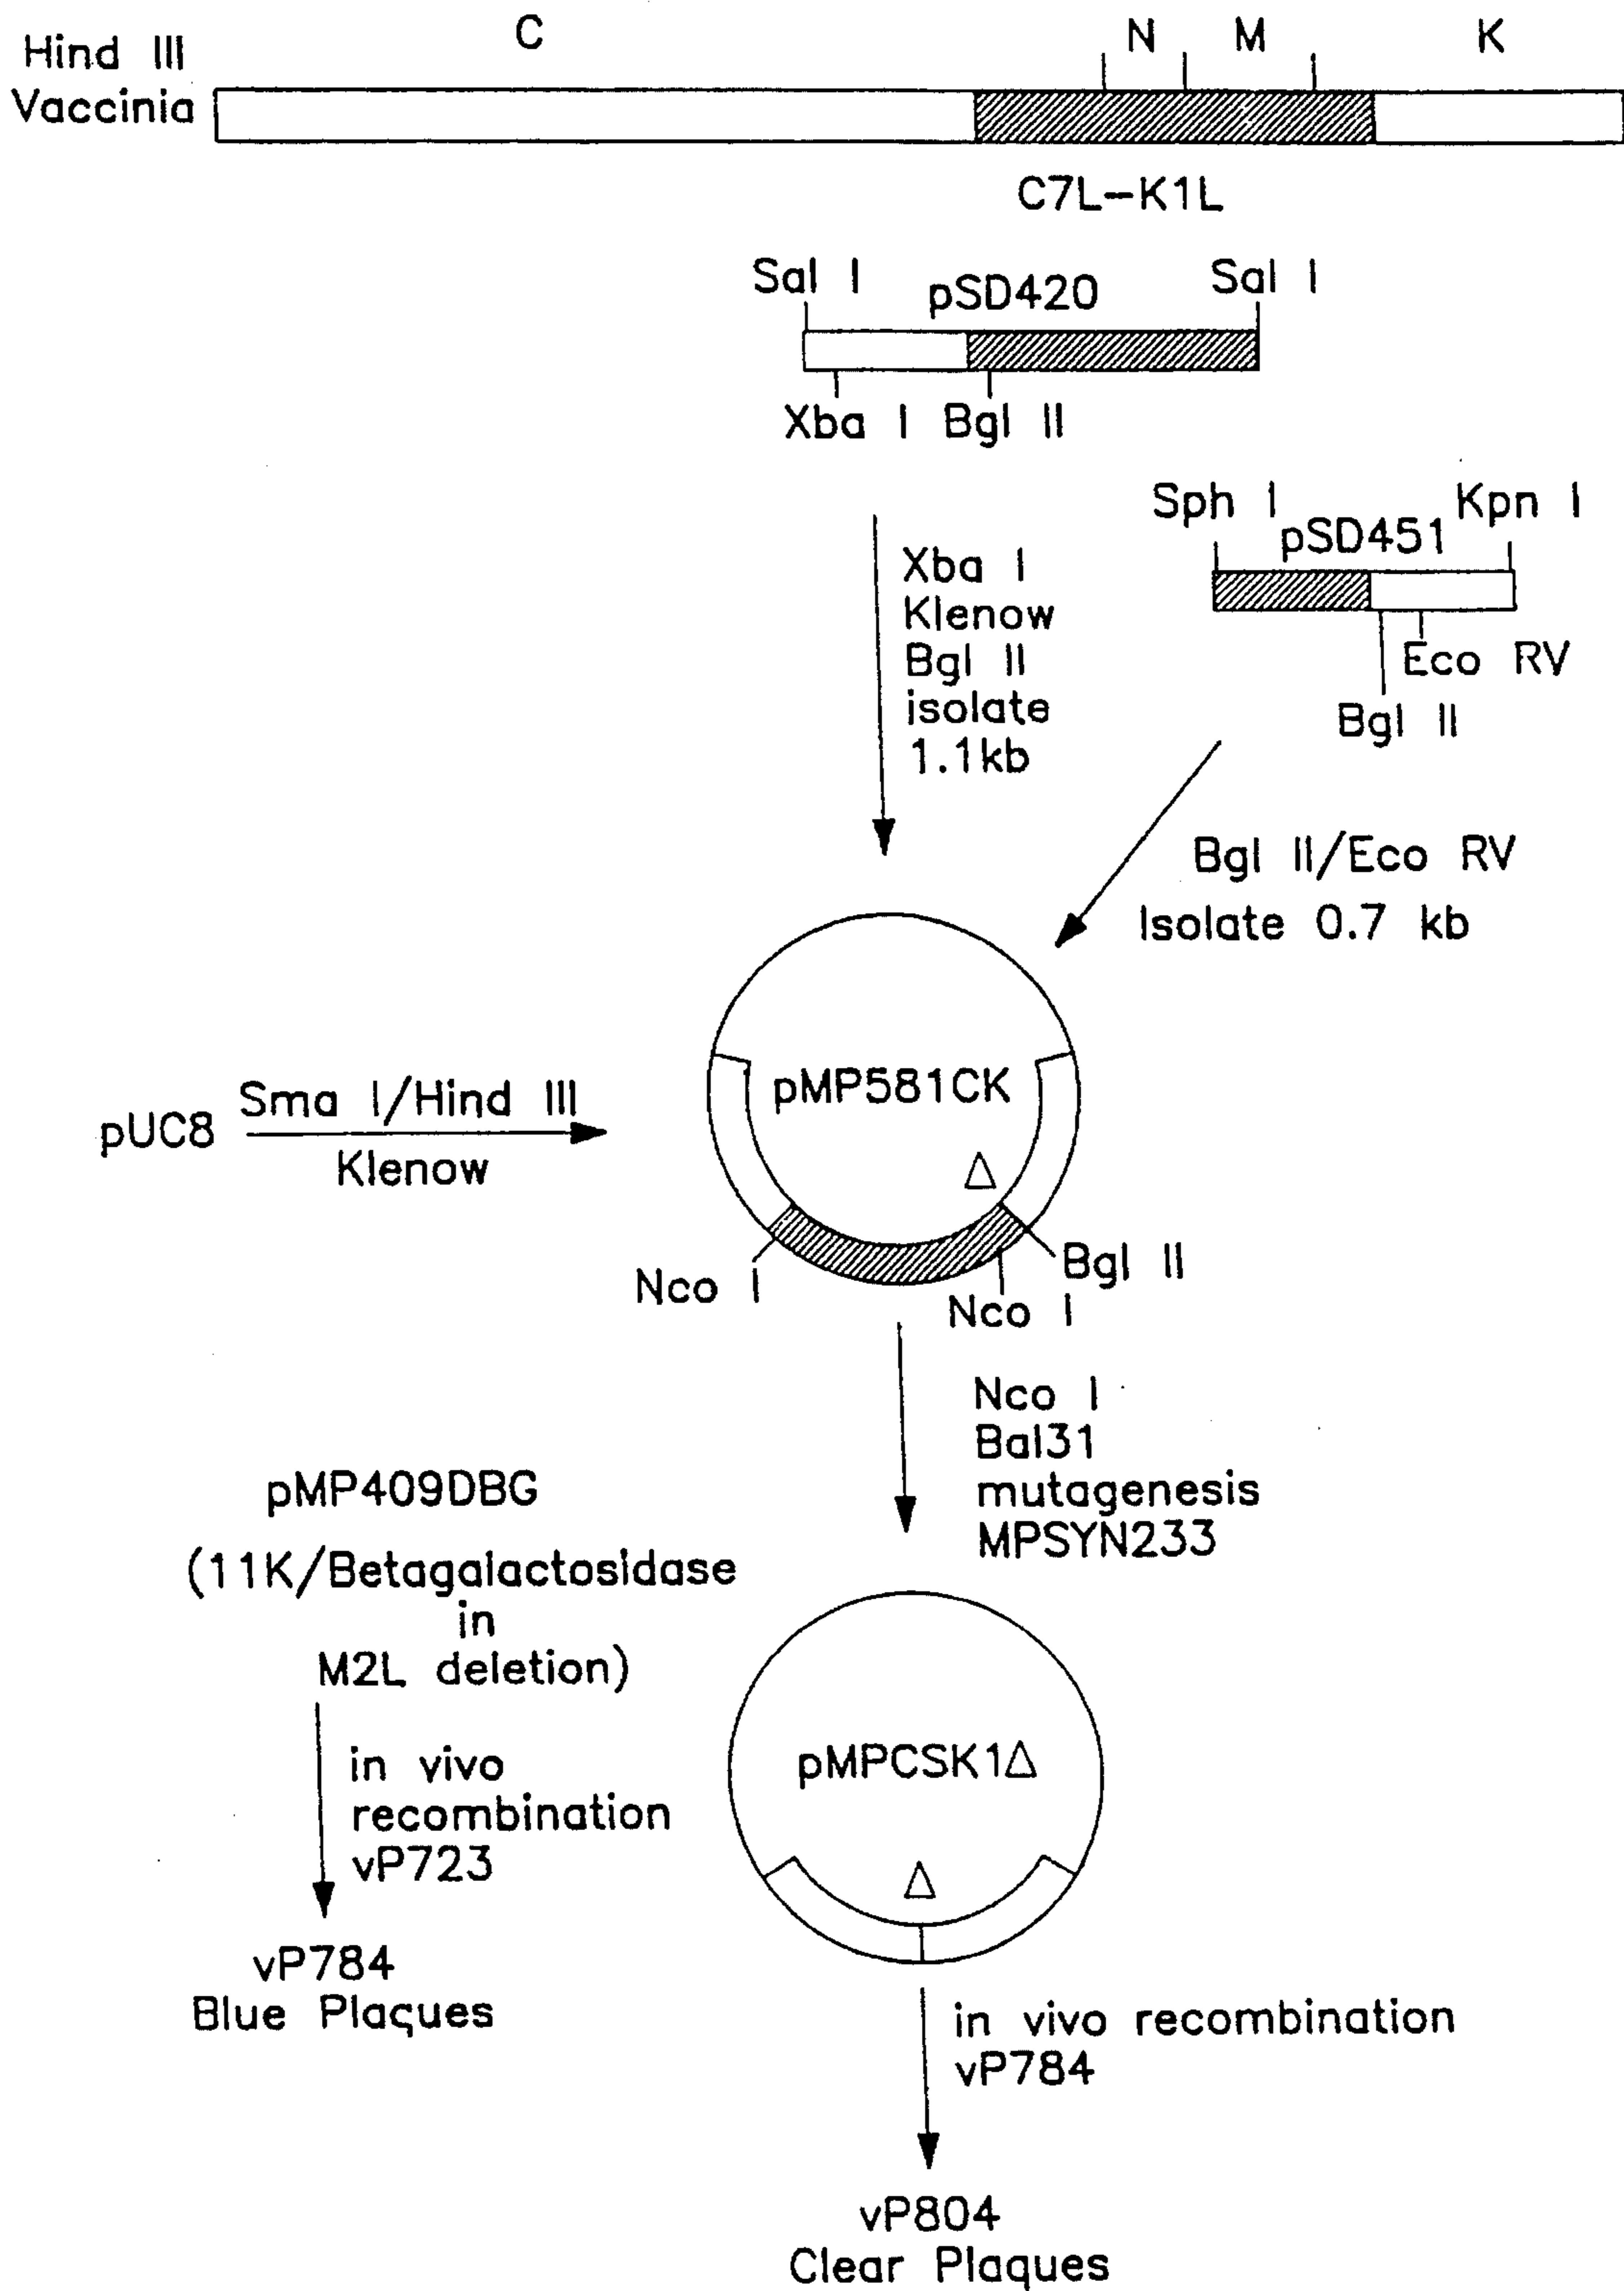 C
N
M
K
Hind III
Vaccinia
C7L-K1L
Sal I
pSD420
Sal I
Xba I
Bgl II
Sph I
pSD451
Kpn I
Eco RV
Bgl II
Xba I
Klenow
Bgl II
isolate
1.1kb
Bgl II/Eco RV
Isolate 0.7 kb
pUC8
Sma I/Hind III
Klenow
pMP581CK
Δ
Nco I
Nco I
Bgl II
Nco I
Bal31
mutagenesis
MPSYN233
pMP409DBG
(11K/Betagalactosidase
in
M2L deletion)
in vivo
recombination
vP723
vP784
Blue Plaques
pMPCSK1Δ
Δ
in vivo recombination
vP784
vP804
Clear Plaques